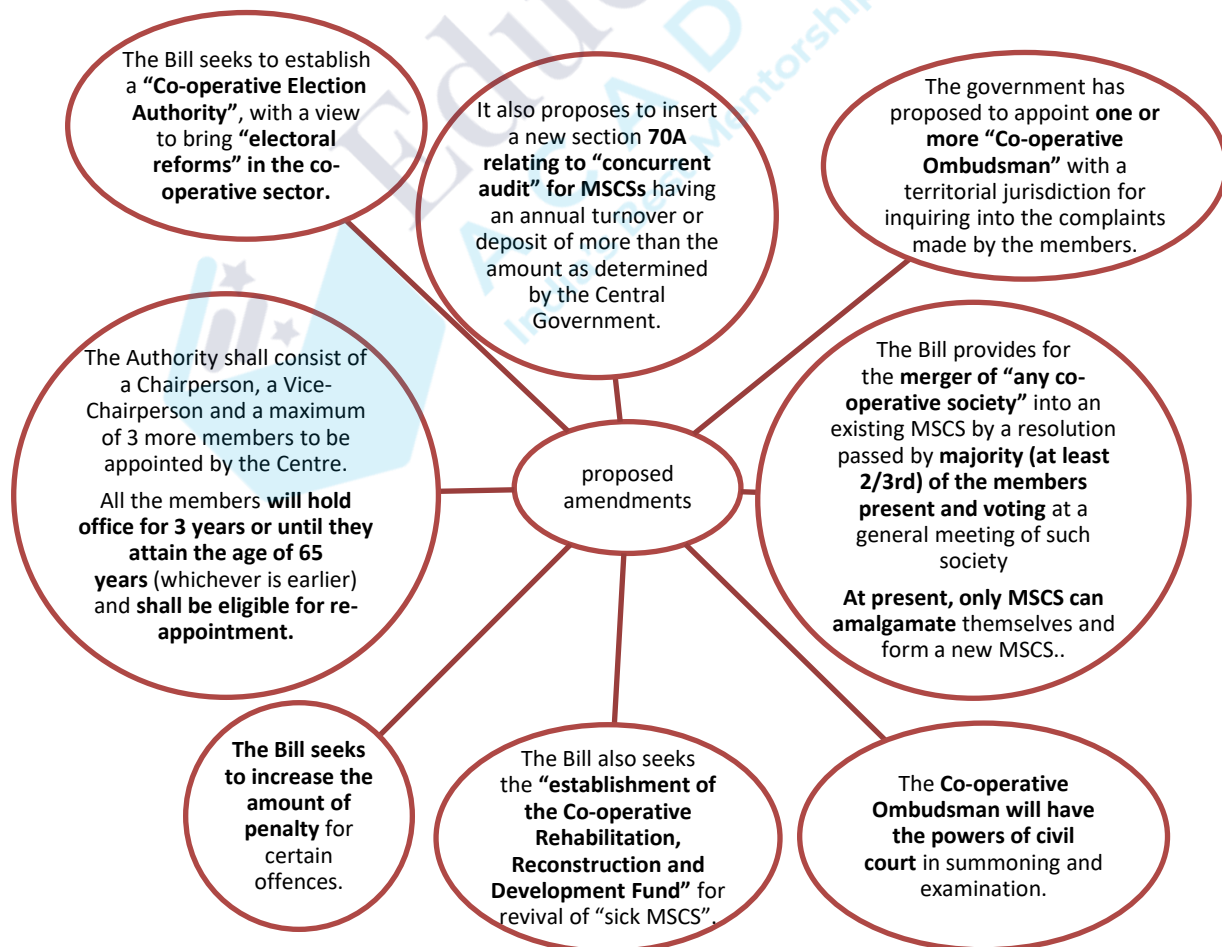 The Bill seeks to establish
a “Co-operative Election
Authority”, with a view
to bring “electoral
reforms” in the co-
operative sector.
It also proposes to insert
a new section 70A
relating to “concurrent
audit” for MSCSs having
an annual turnover or
deposit of more than the
amount as determined
by the Central
Government.
The government has
proposed to appoint one or
more “Co-operative
Ombudsman” with a
territorial jurisdiction for
inquiring into the complaints
made by the members.
The Authority shall consist of
a Chairperson, a Vice-
Chairperson and a maximum
of 3 more members to be
appointed by the Centre.
All the members will hold
office for 3 years or until they
attain the age of 65
years (whichever is earlier)
and shall be eligible for re-
appointment.
proposed
amendments
The Bill provides for
the merger of “any co-
operative society” into an
existing MSCS by a resolution
passed by majority (at least
2/3rd) of the members
present and voting at a
general meeting of such
society
At present, only MSCS can
amalgamate themselves and
form a new MSCS..
The Bill seeks
to increase the
amount of
penalty for
certain
offences.
The Bill also seeks
the “establishment of
the Co-operative
Rehabilitation,
Reconstruction and
Development Fund” for
revival of “sick MSCS”.
The Co-operative
Ombudsman will have
the powers of civil
court in summoning and
examination.